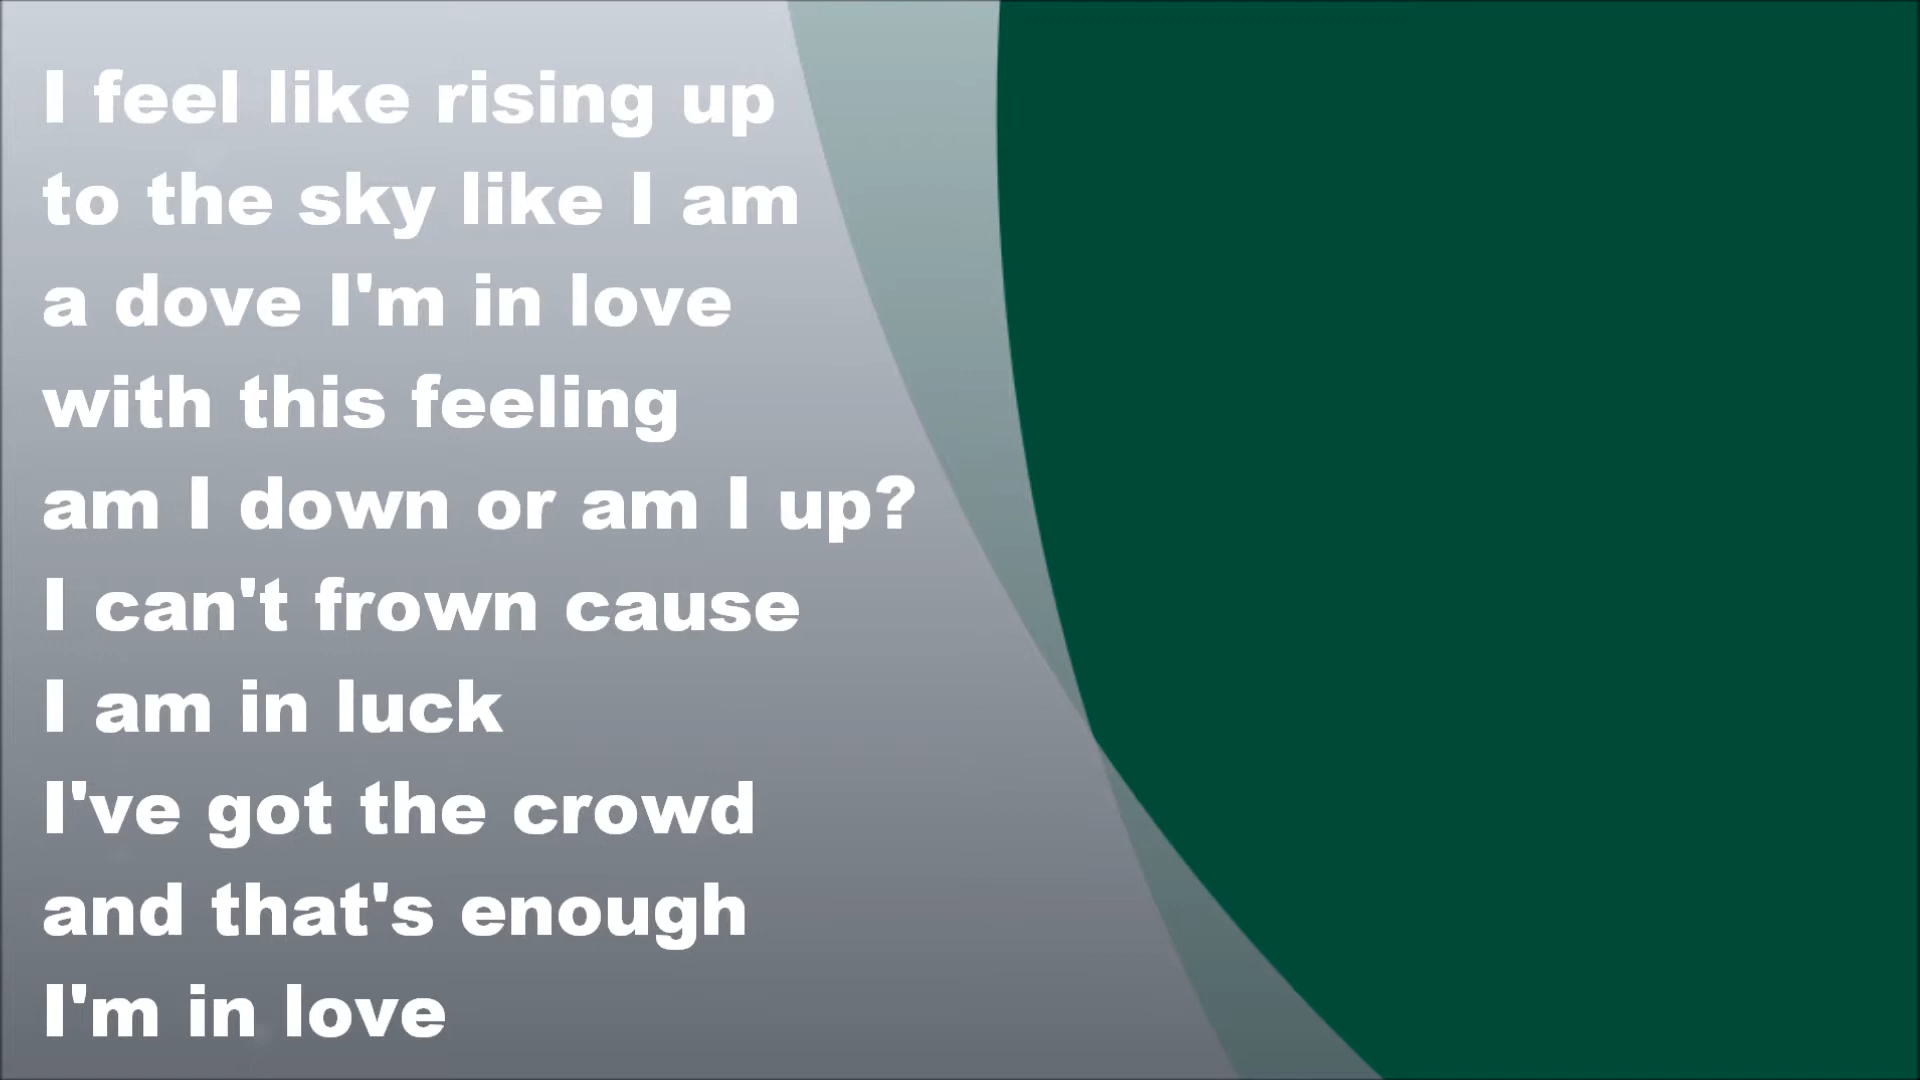 I feel like rising up
to the sky like I am
a dove I'm in love
with this feeling
am I down or am I up?
I can't frown cause
I am in luck
I've got the crowd
and that's enough
I'm in love